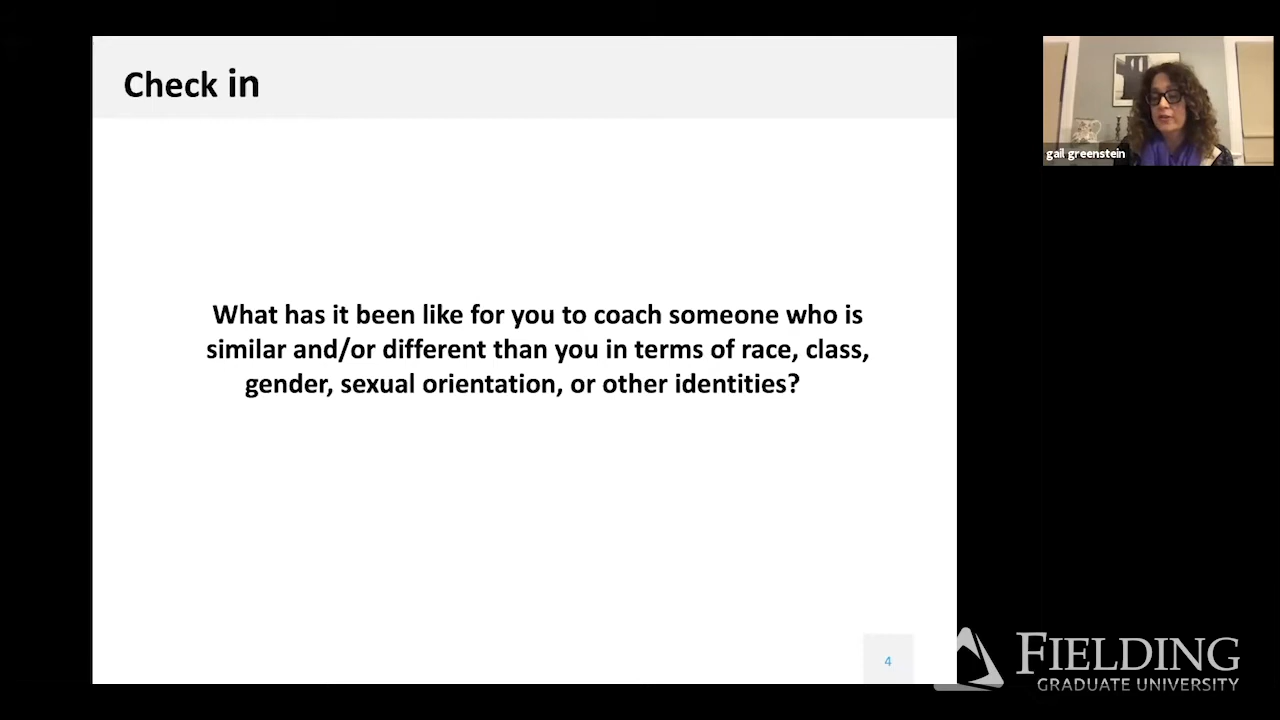 Check in
gail greenstein
What has it been like for you to coach someone who is
similar and/or different than you in terms of race, class,
gender, sexual orientation, or other identities?
4
FIELDING
GRADUATE UNIVERSITY